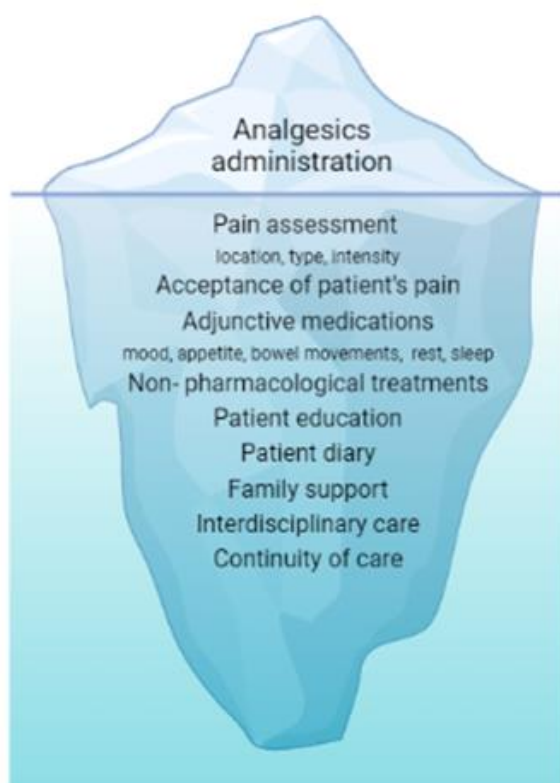 Analgesics
administration
Pain assessment
location, type, intensity
Acceptance of patient's pain
Adjunctive medications
mood, appetite, bowel movements, rest, sleep
Non- pharmacological treatments
Patient education
Patient diary
Family support
Interdisciplinary care
Continuity of care